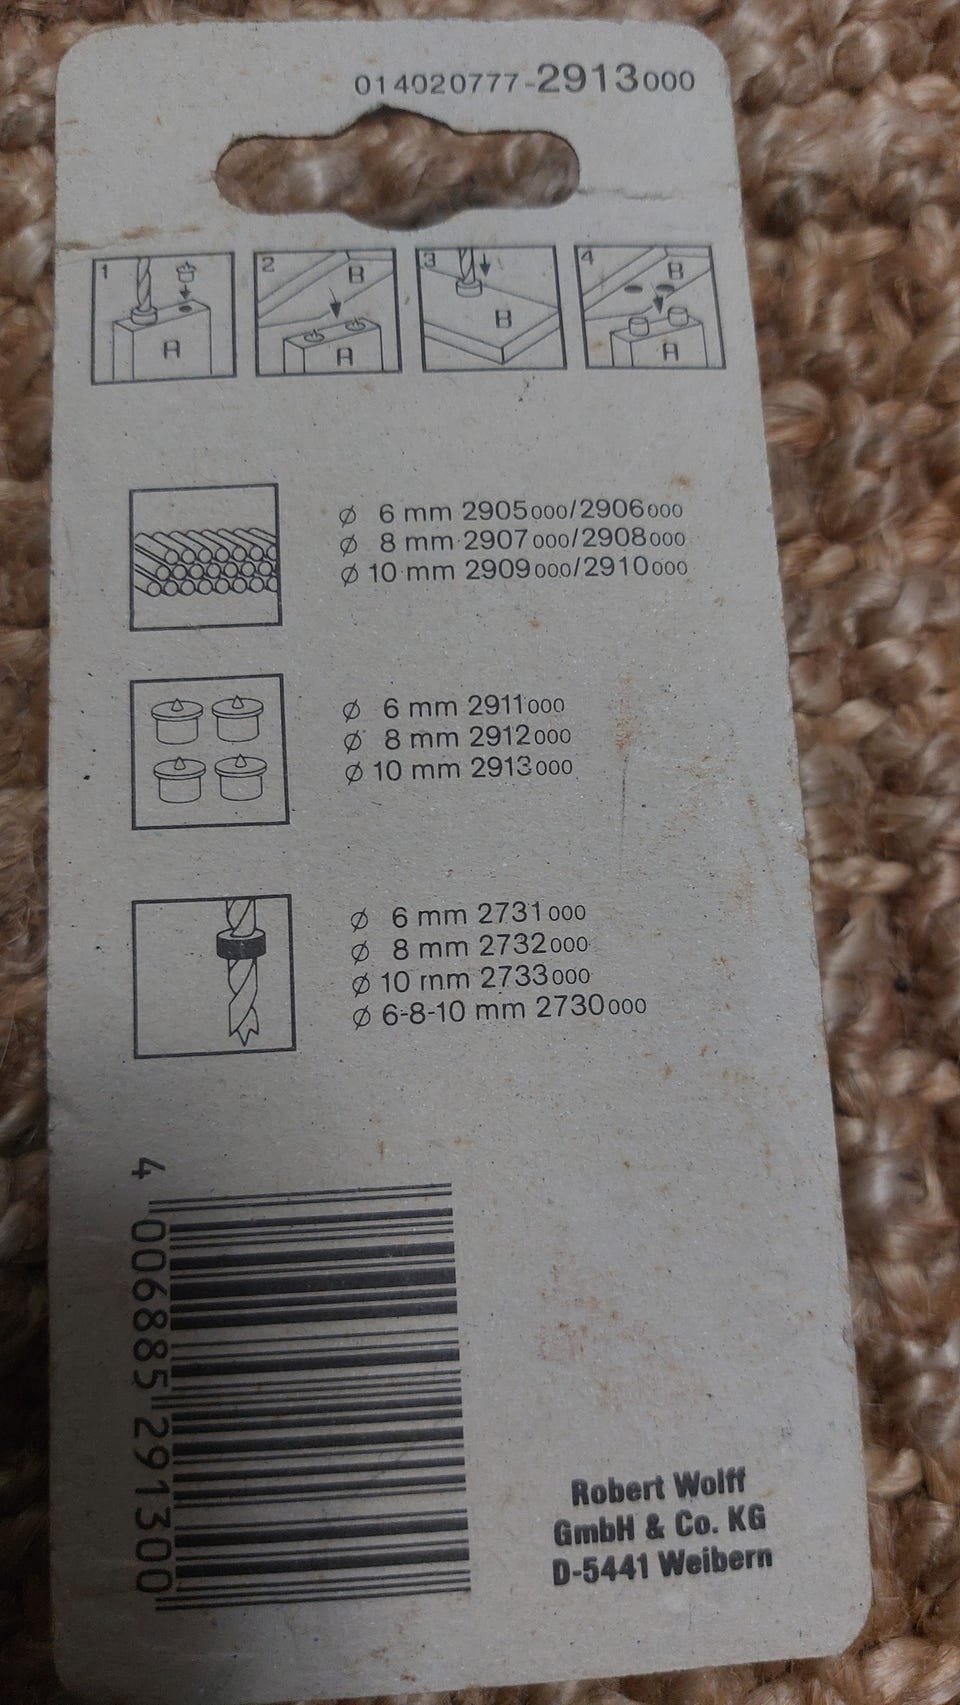 014020777-2913000
1
2
3
4
A
B
A
B
B
A
Ø 6 mm 2905000/2906000
Ø 8 mm 2907000/2908000
Ø 10 mm 2909000/2910000
Ø 6 mm 2911000
Ø 8 mm 2912000
Ø 10 mm 2913000
Ø 6 mm 2731000
Ø 8 mm 2732000
Ø 10 mm 2733000
Ø 6-8-10 mm 2730000
4 006885 291300
Robert Wolff
GmbH & Co. KG
D-5441 Weibern